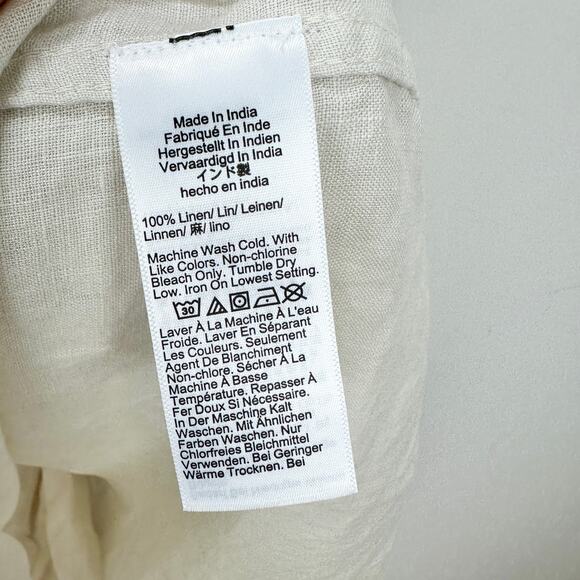 Made In India
Fabriqué En Inde
Hergestellt In Indien
Vervaardigd In India
インド製
hecho en india
100% Linen/ Lin/ Leinen/
Linnen/ 麻/ lino
Machine Wash Cold. With
Like Colors. Non-chlorine
Bleach Only. Tumble Dry
Low. Iron On Lowest Setting.
30
Laver À La Machine À L'eau
Froide. Laver En Séparant
Les Couleurs. Seulement
Agent De Blanchiment
Non-chlore. Sécher À La
Machine À Basse
Température. Repasser À
Fer Doux Si Nécessaire.
In Der Maschine Kalt
Waschen. Mit Ähnlichen
Farben Waschen. Nur
Chlorfreies Bleichmittel
Verwenden. Bei Geringer
Wärme Trocknen. Bei